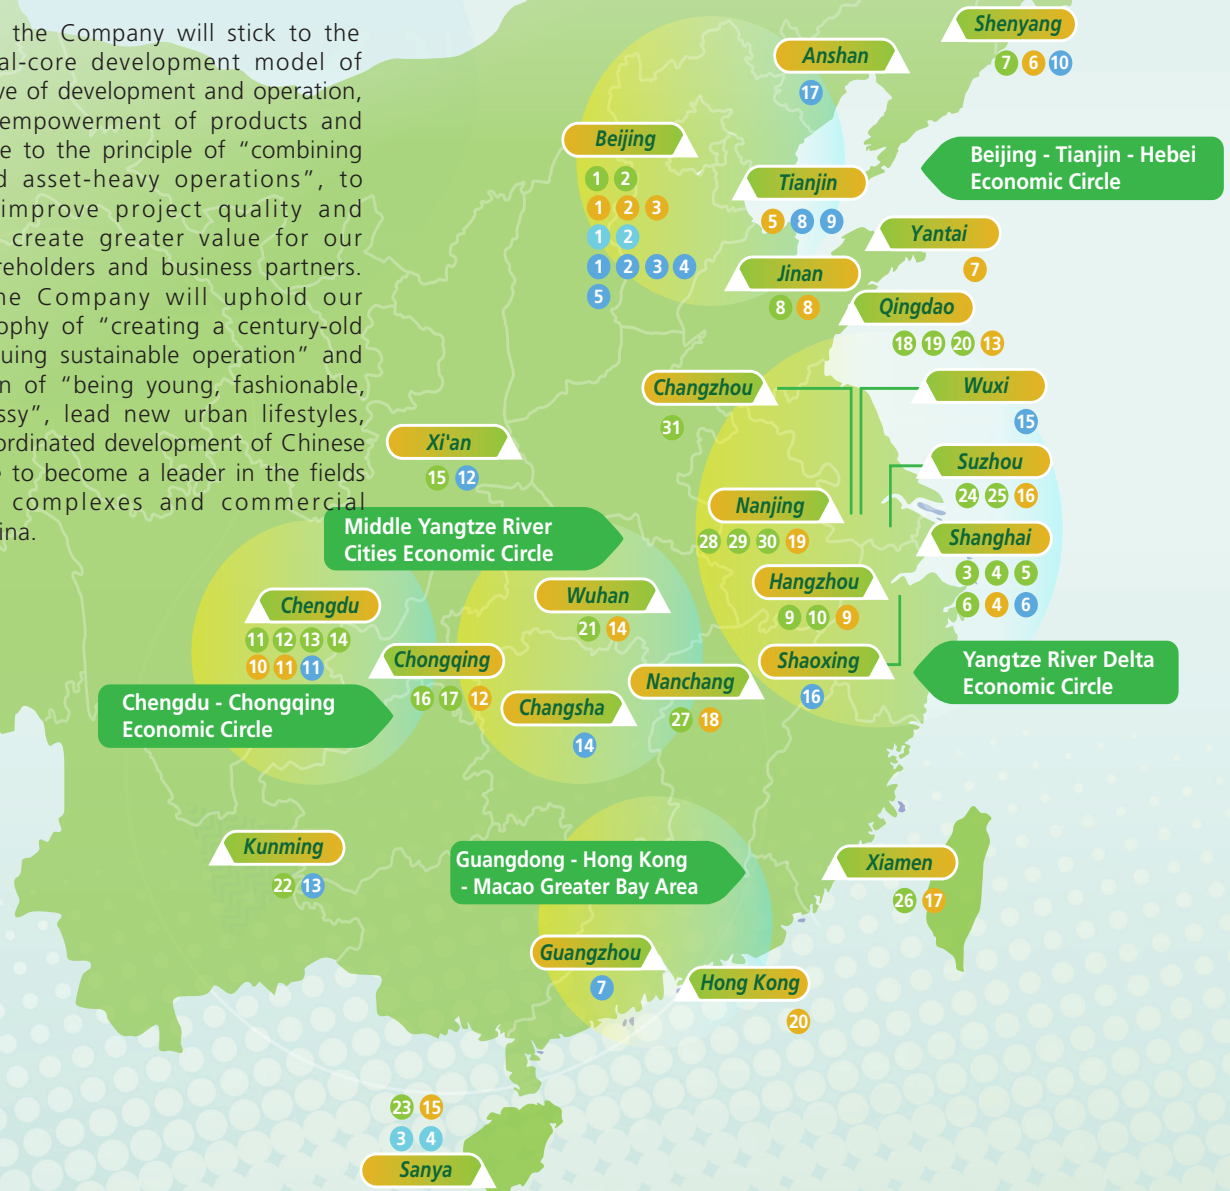 the Company will stick to the
al-core development model of
ve of development and operation,
empowerment of products and
e to the principle of “combining
d asset-heavy operations”, to
improve project quality and
create greater value for our
reholders and business partners.
he Company will uphold our
ophy of “creating a century-old
uing sustainable operation” and
n of “being young, fashionable,
ssy”, lead new urban lifestyles,
ordinated development of Chinese
e to become a leader in the fields
complexes and commercial
ina.
Shenyang
7 6 10
Anshan
17
Beijing
1 2
1 2 3
1 2
1 2 3 4
5
Beijing - Tianjin - Hebei
Economic Circle
Tianjin
5 8 9
Yantai
7
Jinan
8 8
Qingdao
18 19 20 13
Changzhou
31
Wuxi
15
Xi'an
15 12
Suzhou
24 25 16
Nanjing
28 29 30 19
Middle Yangtze River
Cities Economic Circle
Shanghai
3 4 5
6 4 6
Hangzhou
9 10 9
Wuhan
21 14
Chengdu
11 12 13 14
10 11 11
Chongqing
16 17 12
Shaoxing
16
Yangtze River Delta
Economic Circle
Nanchang
27 18
Chengdu - Chongqing
Economic Circle
Changsha
14
Kunming
22 13
Guangdong - Hong Kong
- Macao Greater Bay Area
Xiamen
26 17
Guangzhou
7
Hong Kong
20
23 15
3 4
Sanya